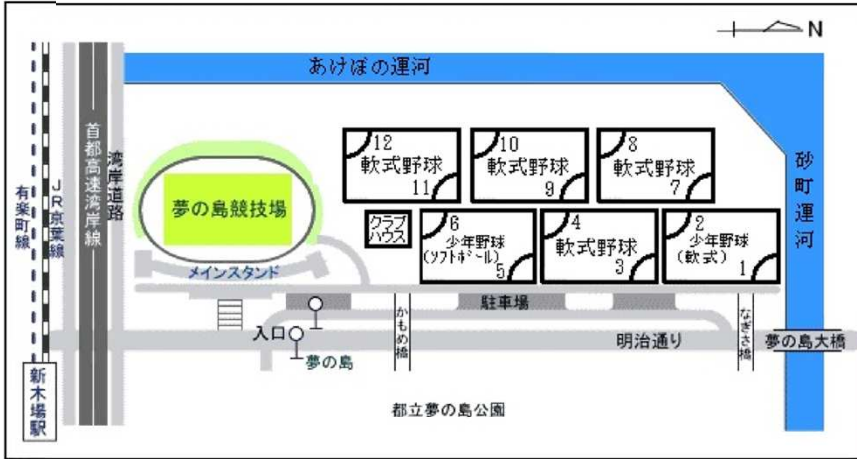 N
あけぼの運河
砂町運河
首都高速湾岸線
湾岸道路
JR京葉線
有楽町線
新木場駅
夢の島競技場
メインスタンド
12
軟式野球
11
10
軟式野球
9
8
軟式野球
7
クラブ
ハウス
6
少年野球
(ソフトボール)
5
4
軟式野球
3
2
少年野球
(軟式)
1
駐車場
入口
夢の島
かもめ橋
なぎさ橋
明治通り
夢の島大橋
都立夢の島公園